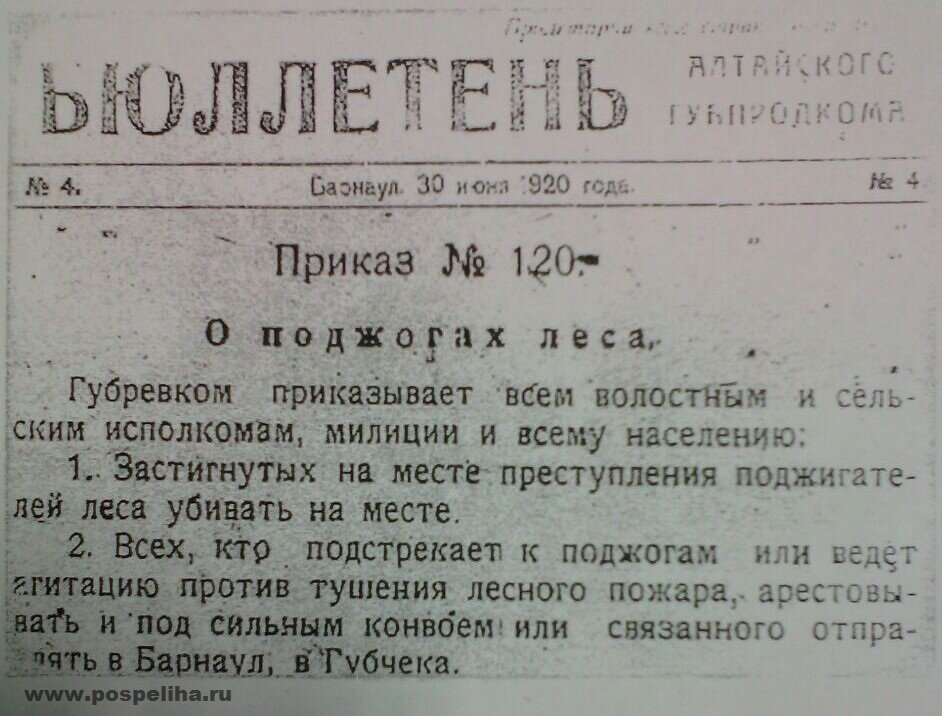 БЮЛЛЕТЕНЬ
АЛТАЙСКОГО
ГУБПРОДКОМА
№ 4. Барнаул. 30 июня 1920 года. № 4
Приказ № 120.-
О поджогах леса.
Губревком приказывает всем волостным и сель-
ским исполкомам, милиции и всему населению:
1. Застигнутых на месте преступления поджигате-
лей леса убивать на месте.
2. Всех, кто подстрекает к поджогам или ведет
агитацию против тушения лесного пожара, арестовы-
вать и под сильным конвоем или связанного отпра-
лять в Барнаул, в Губчека.
www.pospeliha.ru